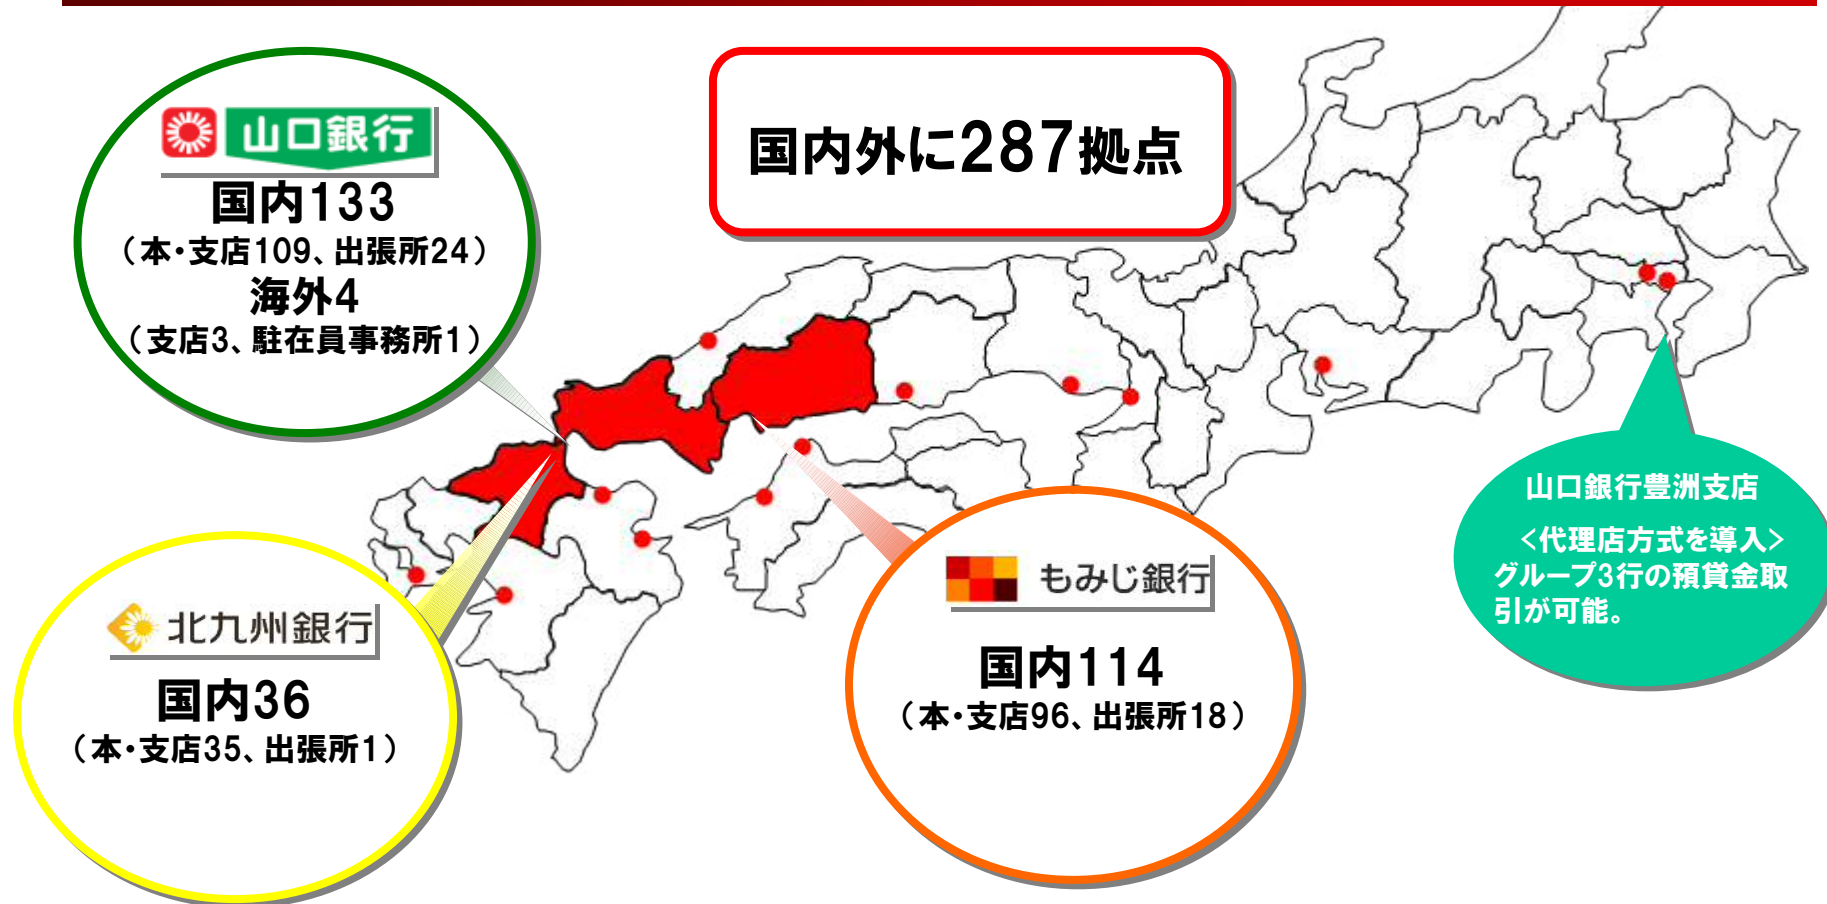 国内外に287拠点
山口銀行
国内133
（本・支店109、出張所24）
海外4
（支店3、駐在員事務所1）
北九州銀行
国内36
（本・支店35、出張所1）
もみじ銀行
国内114
（本・支店96、出張所18）
山口銀行豊洲支店
<代理店方式を導入>
グループ3行の預貸金取
引が可能。